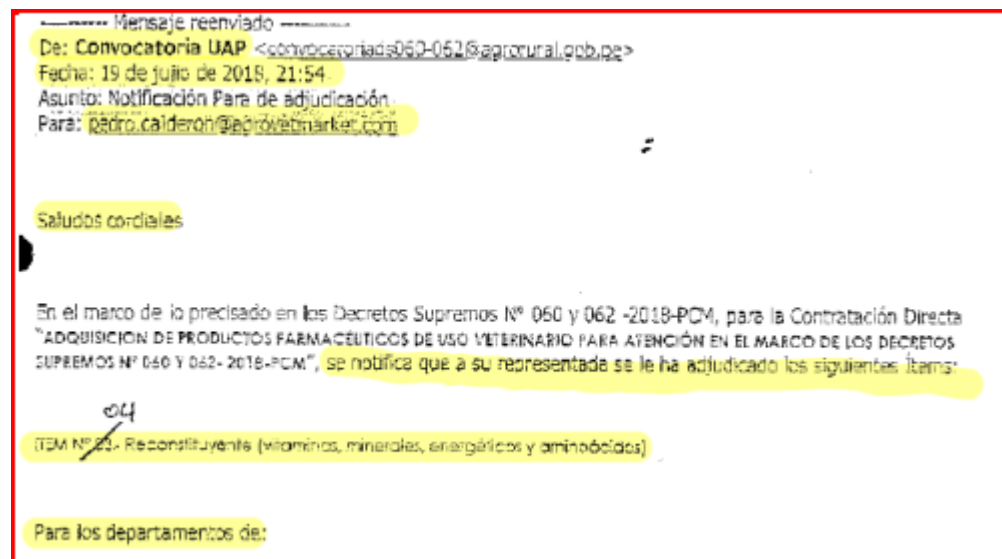 ---------- Mensaje reenviado ----------
De: Convocatoria UAP <convocatoriads060-062@agrorural.gob.pe>
Fecha: 19 de julio de 2018, 21:54
Asunto: Notificación Para de adjudicación
Para: pedro.calderon@agrovetmarket.com
Saludos cordiales
En el marco de lo precisado en los Decretos Supremos N° 060 y 062 -2018-PCM, para la Contratación Directa
"ADQUISICION DE PRODUCTOS FARMACÉUTICOS DE USO VETERINARIO PARA ATENCIÓN EN EL MARCO DE LOS DECRETOS
SUPREMOS N° 060 Y 062- 2018-PCM", se notifica que a su representada se le ha adjudicado los siguientes Ítems:
04
ITEM N° 03.- Reconstituyente (vitaminas, minerales, energéticos y aminoácidos)
Para los departamentos de: